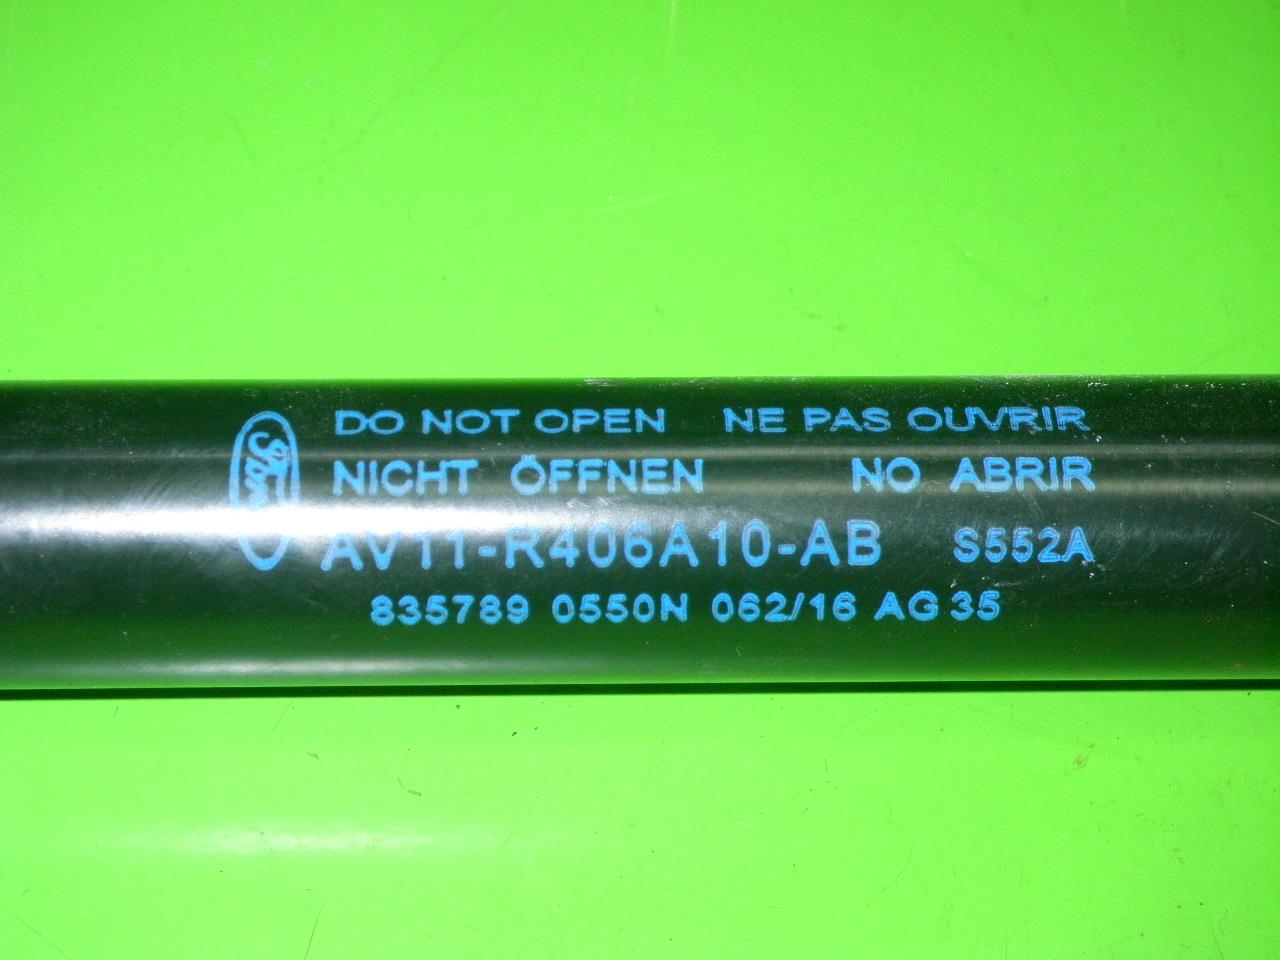 Ford
DO NOT OPEN NE PAS OUVRIR
NICHT ÖFFNEN NO ABRIR
AV11-R406A10-AB S552A
835789 0550N 062/16 AG 35